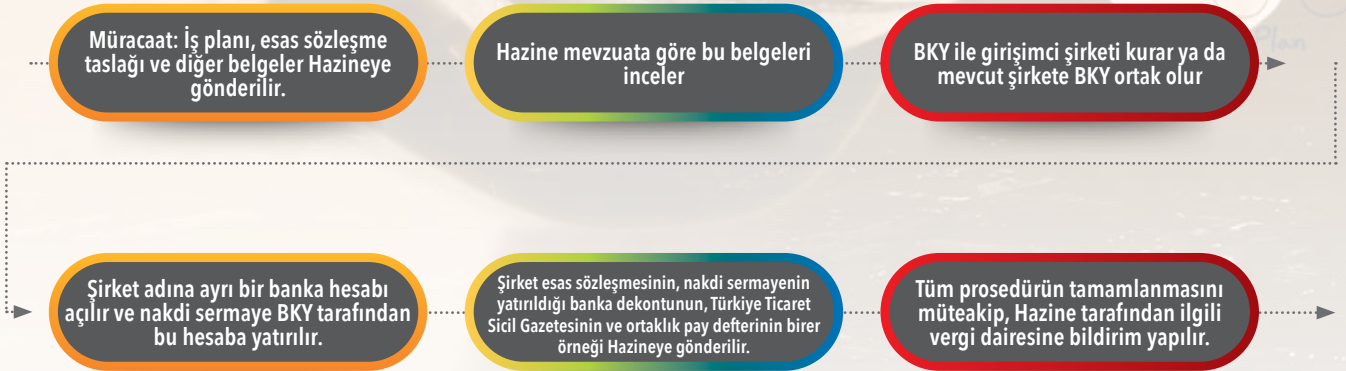 Müracaat: İş planı, esas sözleşme
taslağı ve diğer belgeler Hazineye
gönderilir.
Hazine mevzuata göre bu belgeleri
inceler
BKY ile girişimci şirketi kurar ya da
mevcut şirkete BKY ortak olur
Plan
Şirket adına ayrı bir banka hesabı
açılır ve nakdi sermaye BKY tarafından
bu hesaba yatırılır.
Şirket esas sözleşmesinin, nakdi sermayenin
yatırıldığı banka dekontunun, Türkiye Ticaret
Sicil Gazetesinin ve ortaklık pay defterinin birer
örneği Hazineye gönderilir.
Tüm prosedürün tamamlanmasını
müteakip, Hazine tarafından ilgili
vergi dairesine bildirim yapılır.